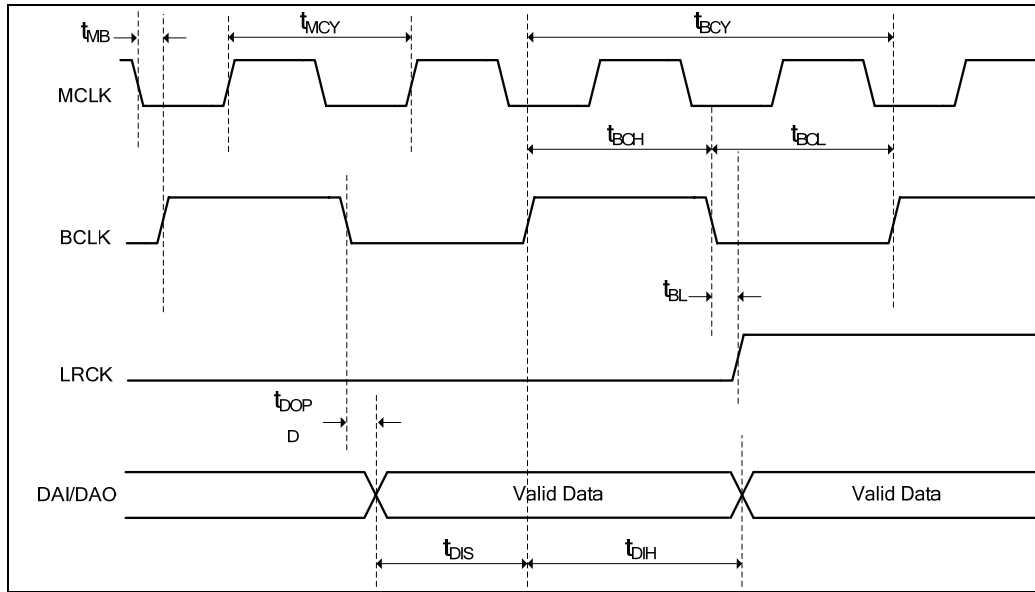 tMB
tMCY
tBCY
MCLK
tBCH
tBCL
BCLK
tBL
LRCK
tDOP
D
DAI/DAO
Valid Data
Valid Data
tDIS
tDIH